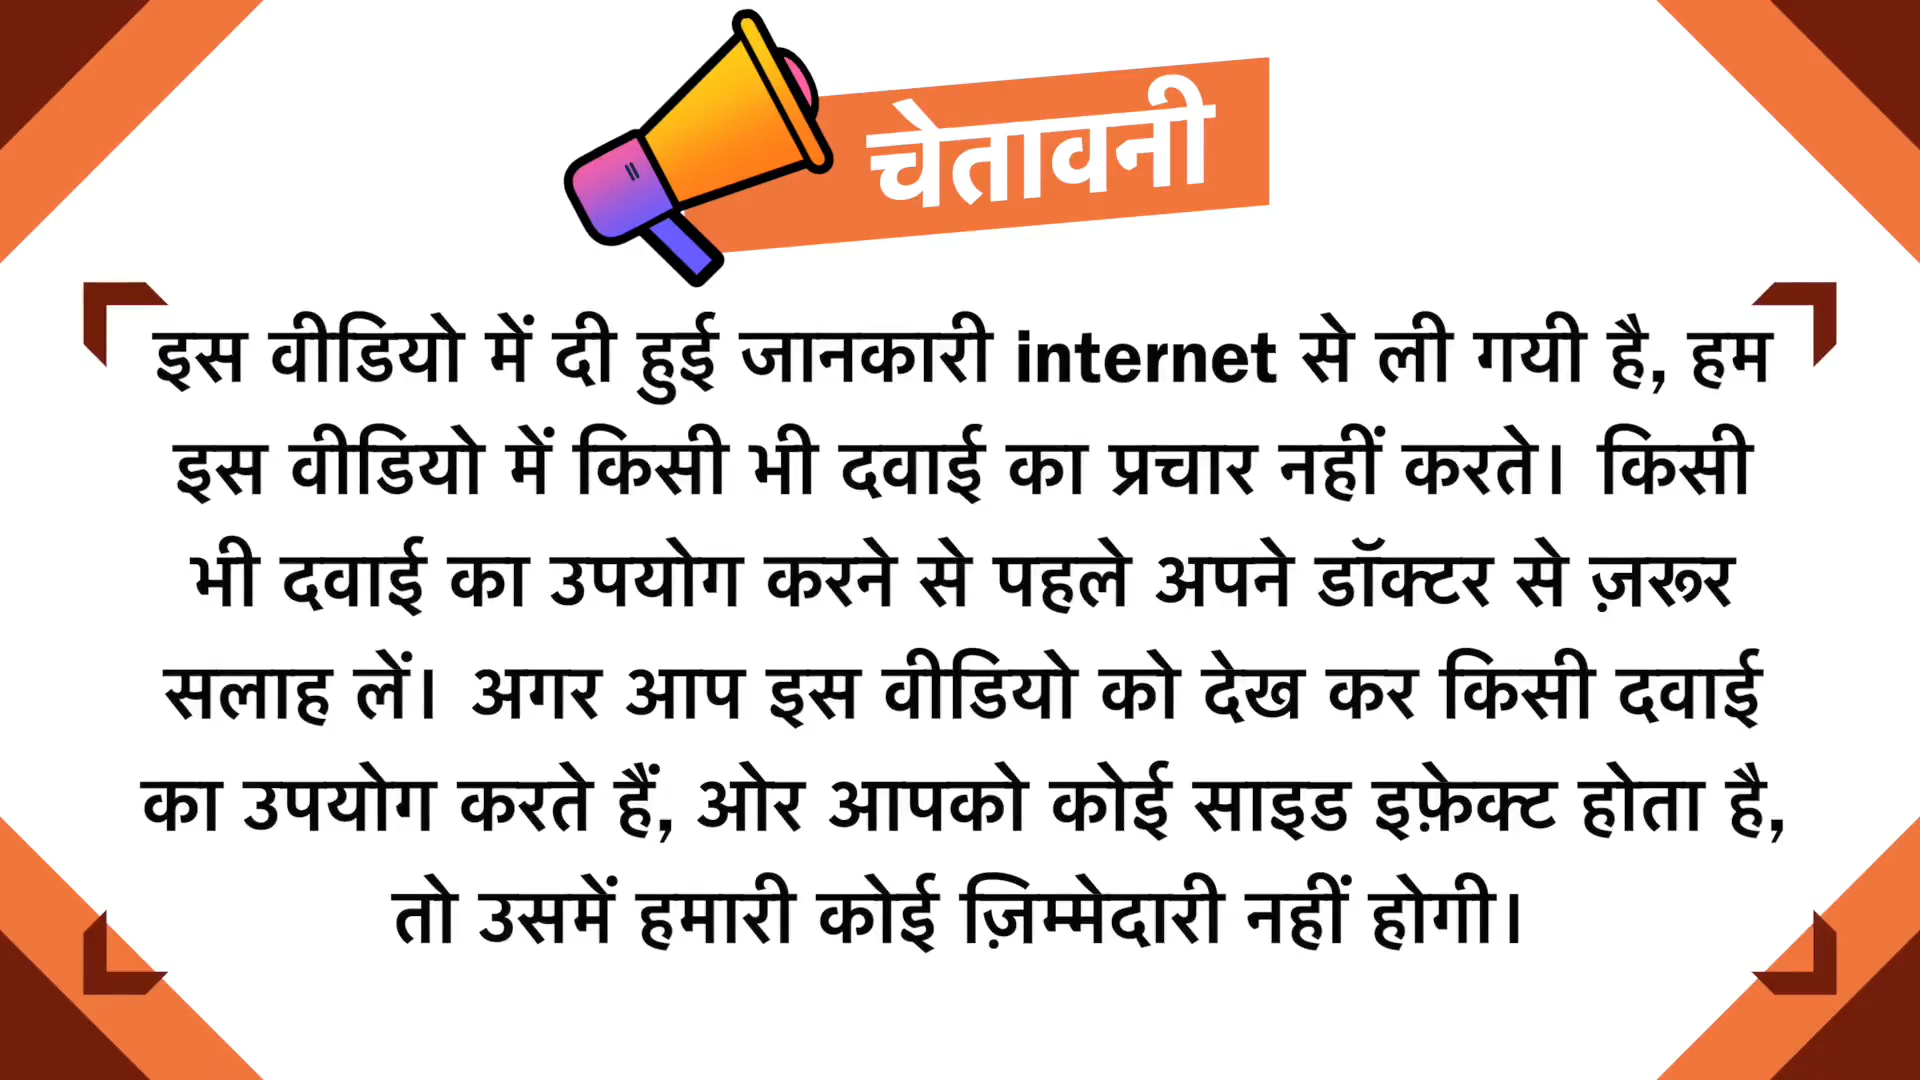 चेतावनी
इस वीडियो में दी हुई जानकारी internet से ली गयी है, हम
इस वीडियो में किसी भी दवाई का प्रचार नहीं करते। किसी
भी दवाई का उपयोग करने से पहले अपने डॉक्टर से ज़रूर
सलाह लें। अगर आप इस वीडियो को देख कर किसी दवाई
का उपयोग करते हैं, ओर आपको कोई साइड इफ़ेक्ट होता है,
तो उसमें हमारी कोई ज़िम्मेदारी नहीं होगी।